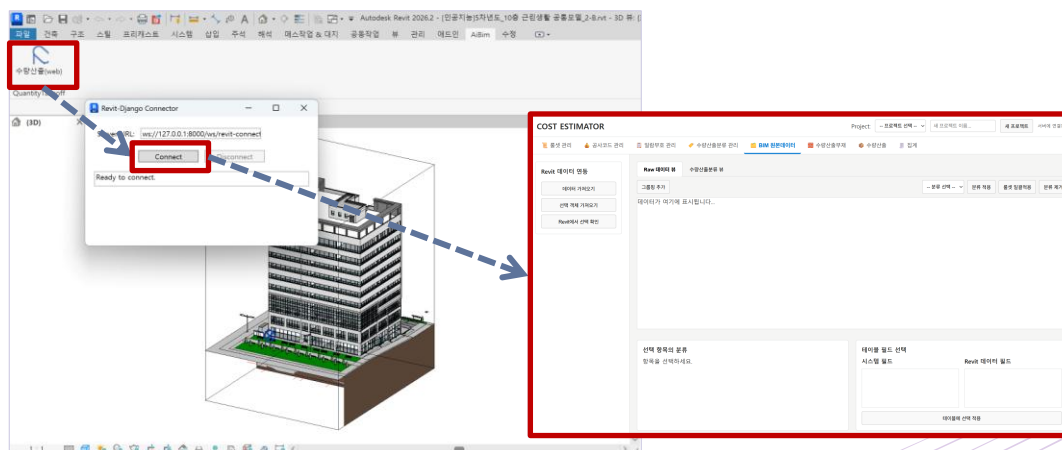 Autodesk Revit 2026.2 - [인공지능]5차년도_10층 근린생활 공통모델_2-8.rvt - 3D 뷰: {
파일 건축 구조 스틸 프리캐스트 시스템 삽입 주석 해석 매스작업 & 대지 공동작업 뷰 관리 애드인 AiBim 수정
수량산출(web)
{3D}
Revit-Django Connector
URL: ws://127.0.0.1:8000/ws/revit-connect
Connect Disconnect
Ready to connect.
COST ESTIMATOR
Project: -- 프로젝트 선택 -- 새 프로젝트 이름... 새 프로젝트
룰셋 관리 공사코드 관리 일람부호 관리 수량산출분류 관리 BIM 원본데이터 수량산출부재 수량산출 집계
Revit 데이터 연동
데이터 가져오기
선택 객체 가져오기
Revit에서 선택 확인
Raw 데이터 뷰 수량산출분류 뷰
그룹핑 추가 -- 분류 선택 -- 분류 적용 룰셋 일괄적용 분류 제거
데이터가 여기에 표시됩니다...
선택 항목의 분류
항목을 선택하세요.
테이블 필드 선택
시스템 필드 Revit 데이터 필드
테이블에 선택 적용